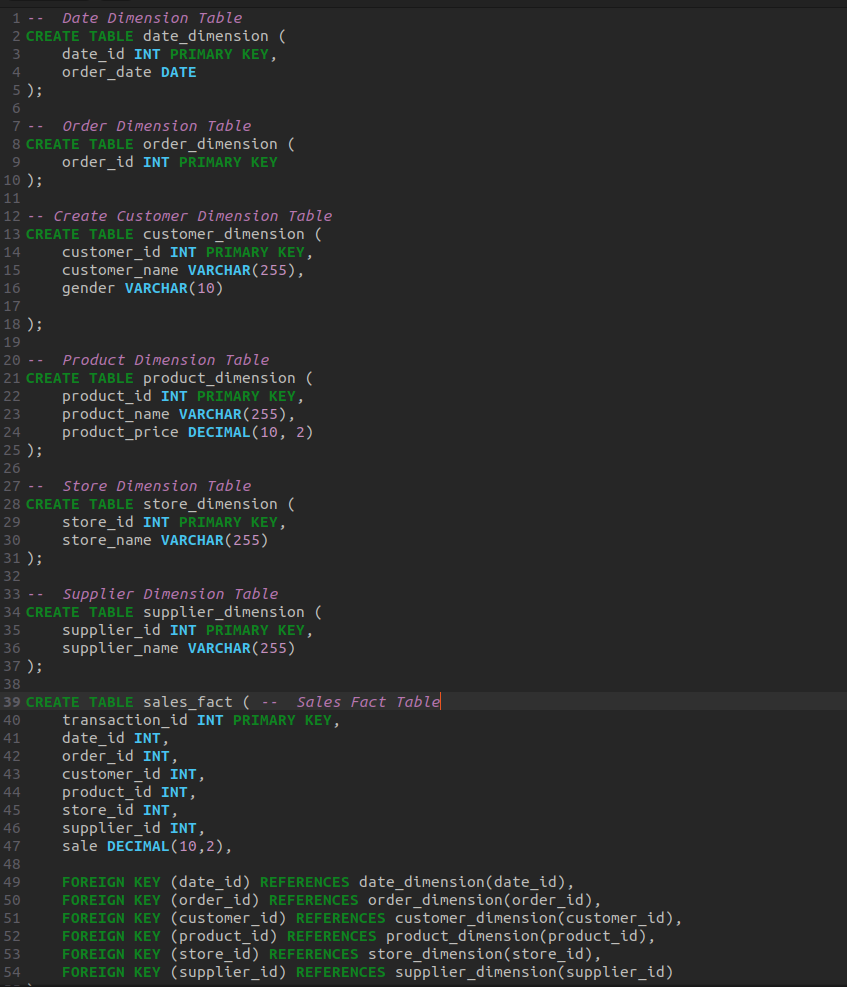 1 --  Date Dimension Table
2 CREATE TABLE date_dimension (
3     date_id INT PRIMARY KEY,
4     order_date DATE
5 );
6
7 --  Order Dimension Table
8 CREATE TABLE order_dimension (
9     order_id INT PRIMARY KEY
10 );
11
12 -- Create Customer Dimension Table
13 CREATE TABLE customer_dimension (
14     customer_id INT PRIMARY KEY,
15     customer_name VARCHAR(255),
16     gender VARCHAR(10)
17
18 );
19
20 --  Product Dimension Table
21 CREATE TABLE product_dimension (
22     product_id INT PRIMARY KEY,
23     product_name VARCHAR(255),
24     product_price DECIMAL(10, 2)
25 );
26
27 --  Store Dimension Table
28 CREATE TABLE store_dimension (
29     store_id INT PRIMARY KEY,
30     store_name VARCHAR(255)
31 );
32
33 --  Supplier Dimension Table
34 CREATE TABLE supplier_dimension (
35     supplier_id INT PRIMARY KEY,
36     supplier_name VARCHAR(255)
37 );
38
39 CREATE TABLE sales_fact ( --  Sales Fact Table
40     transaction_id INT PRIMARY KEY,
41     date_id INT,
42     order_id INT,
43     customer_id INT,
44     product_id INT,
45     store_id INT,
46     supplier_id INT,
47     sale DECIMAL(10,2),
48
49     FOREIGN KEY (date_id) REFERENCES date_dimension(date_id),
50     FOREIGN KEY (order_id) REFERENCES order_dimension(order_id),
51     FOREIGN KEY (customer_id) REFERENCES customer_dimension(customer_id),
52     FOREIGN KEY (product_id) REFERENCES product_dimension(product_id),
53     FOREIGN KEY (store_id) REFERENCES store_dimension(store_id),
54     FOREIGN KEY (supplier_id) REFERENCES supplier_dimension(supplier_id)